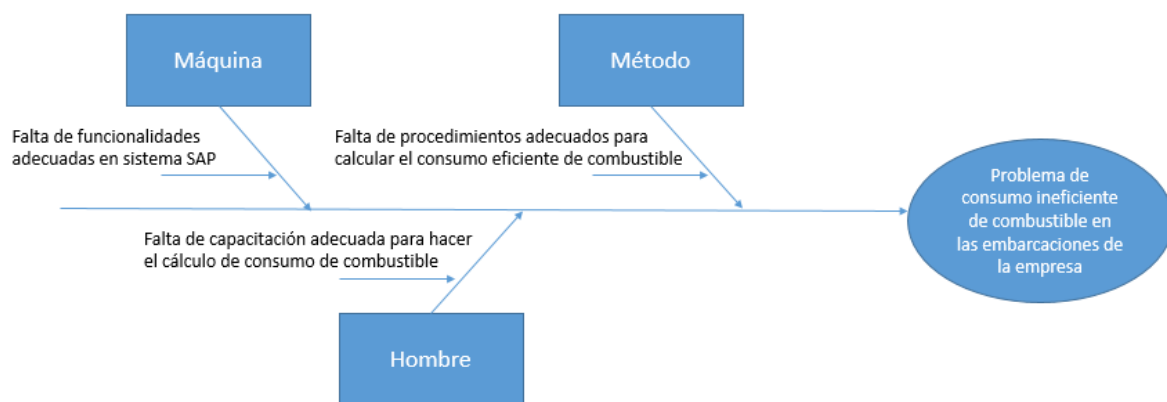 Máquina
Método
Falta de funcionalidades
adecuadas en sistema SAP
Falta de procedimientos adecuados para
calcular el consumo eficiente de combustible
Problema de
consumo ineficiente
de combustible en
las embarcaciones de
la empresa
Falta de capacitación adecuada para hacer
el cálculo de consumo de combustible
Hombre